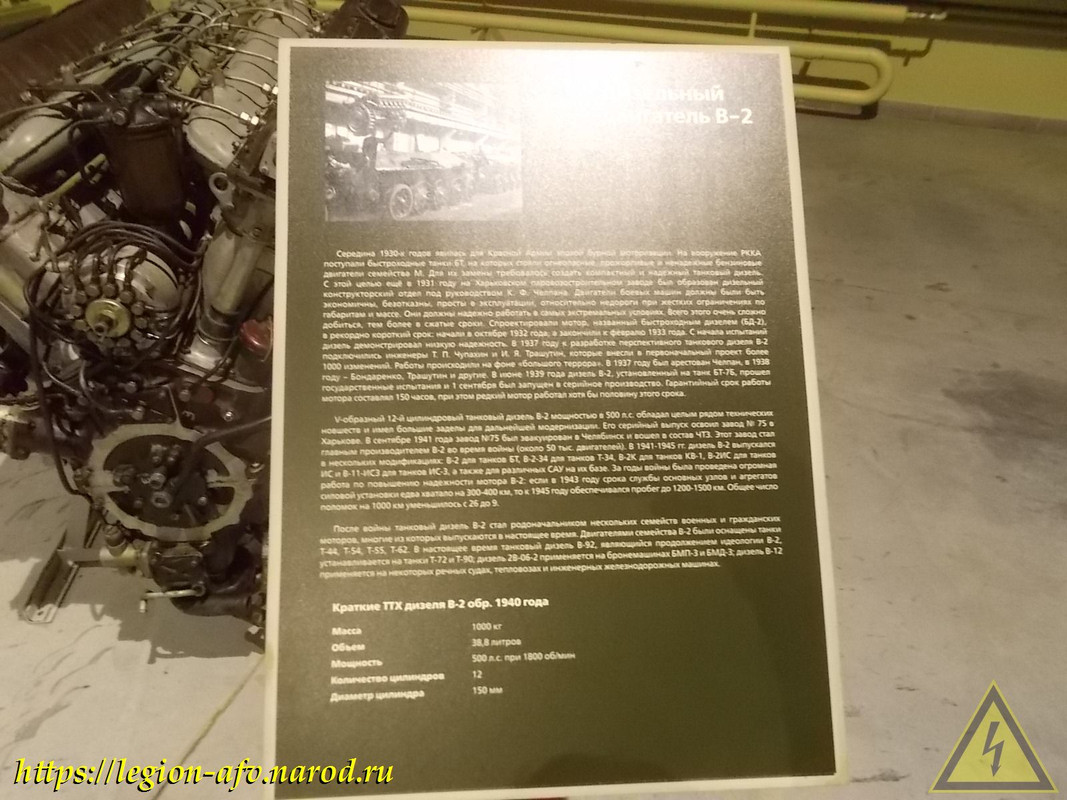 двигатель В-2
Середина 1930-х годов явилась для Красной Армии эпохой бурной моторизации. На вооружение РККА
поступали быстроходные танки БТ, на которых стояли огнеопасные, прожорливые и ненадежные бензиновые
двигатели семейства М. Для их замены требовалось создать компактный и надежный танковый дизель.
С этой целью ещё в 1931 году на Харьковском паровозостроительном заводе был образован дизельный
конструкторский отдел под руководством К. Ф. Челпана. Двигатели боевых машин должны были быть
экономичны, безотказны, просты в эксплуатации, относительно недороги при жестких ограничениях по
габаритам и массе. Они должны надежно работать в самых экстремальных условиях. Всего этого очень сложно
добиться, тем более в сжатые сроки. Спроектировали мотор, названный быстроходным дизелем (БД-2),
в рекордно короткий срок: начали в октябре 1932 года, а закончили к февралю 1933 года. С начала испытаний
дизель демонстрировал низкую надежность. В 1937 году к разработке перспективного танкового дизеля В-2
подключились инженеры Т. П. Чупахин и И. Я. Трашутин, которые внесли в первоначальный проект более
1000 изменений. Работы происходили на фоне «большого террора». В 1937 году был арестован Челпан, в 1938
году – Бондаренко, Трашутин и другие. В июне 1939 года дизель В-2, установленный на танк БТ-7Б, прошел
государственные испытания и 1 сентября был запущен в серийное производство. Гарантийный срок работы
мотора составлял 150 часов, при этом редкий мотор работал хотя бы половину этого срока.
V-образный 12-й цилиндровый танковый дизель В-2 мощностью в 500 л.с. обладал целым рядом технических
новшеств и имел большие заделы для дальнейшей модернизации. Его серийный выпуск освоил завод № 75 в
Харькове. В сентябре 1941 года завод №75 был эвакуирован в Челябинск и вошел в состав ЧТЗ. Этот завод стал
главным производителем В-2 во время войны (около 50 тыс. двигателей). В 1941-1945 гг. дизель В-2 выпускался
в нескольких модификациях: В-2 для танков БТ, В-2-34 для танков Т-34, В-2К для танков КВ-1, В-2ИС для танков
ИС и В-11-ИС3 для танков ИС-3, а также для различных САУ на их базе. За годы войны была проведена огромная
работа по повышению надежности мотора В-2: если в 1943 году срока службы основных узлов и агрегатов
силовой установки едва хватало на 300-400 км, то к 1945 году обеспечивался пробег до 1200-1500 км. Общее число
поломок на 1000 км уменьшилось с 26 до 9.
После войны танковый дизель В-2 стал родоначальником нескольких семейств военных и гражданских
моторов, многие из которых выпускаются в настоящее время. Двигателями семейства В-2 были оснащены танки
Т-44, Т-54, Т-55, Т-62. В настоящее время танковый дизель В-92, являющийся продолжением идеологии В-2,
устанавливается на танки Т-72 и Т-90; дизель 2В-06-2 применяется на бронемашинах БМП-3 и БМД-3; дизель В-12
применяется на некоторых речных судах, тепловозах и инженерных железнодорожных машинах.
Краткие ТТХ дизеля В-2 обр. 1940 года
Масса 1000 кг
Объем 38,8 литров
Мощность 500 л.с. при 1800 об/мин
Количество цилиндров 12
Диаметр цилиндра 150 мм
https://legion-afv.narod.ru